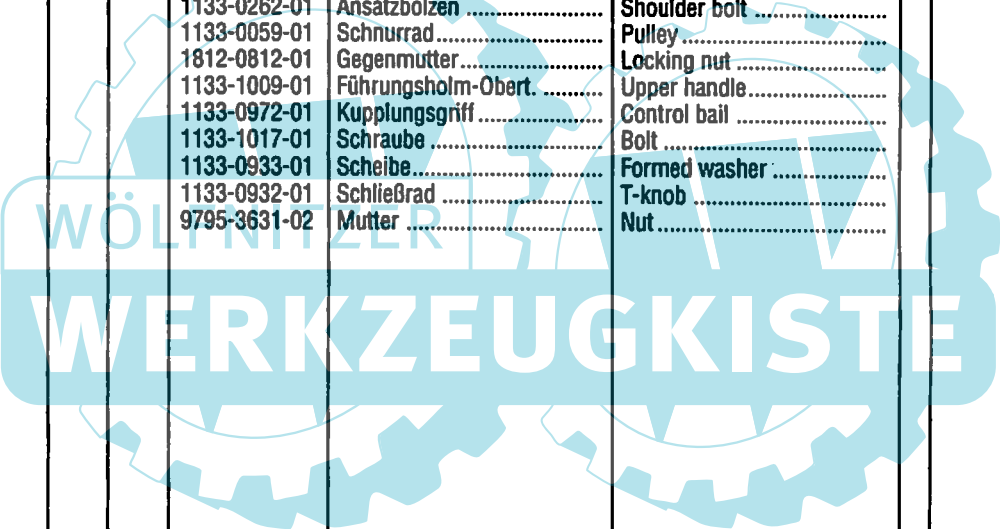 1133-0262-01 Ansatzbolzen .......................... Shoulder bolt .........................
1133-0059-01 Schnurrad................................ Pulley ......................................
1812-0812-01 Gegenmutter........................... Locking nut ............................
1133-1009-01 Führungsholm-Obert. .......... Upper handle..........................
1133-0972-01 Kupplungsgriff........................ Control bail ............................
1133-1017-01 Schraube ................................. Bolt ..........................................
1133-0933-01 Scheibe.................................... Formed washer .....................
1133-0932-01 Schließrad ............................... T-knob .....................................
9795-3631-02 Mutter ...................................... Nut...........................................
WÖLFNITZER
WERKZEUGKISTE